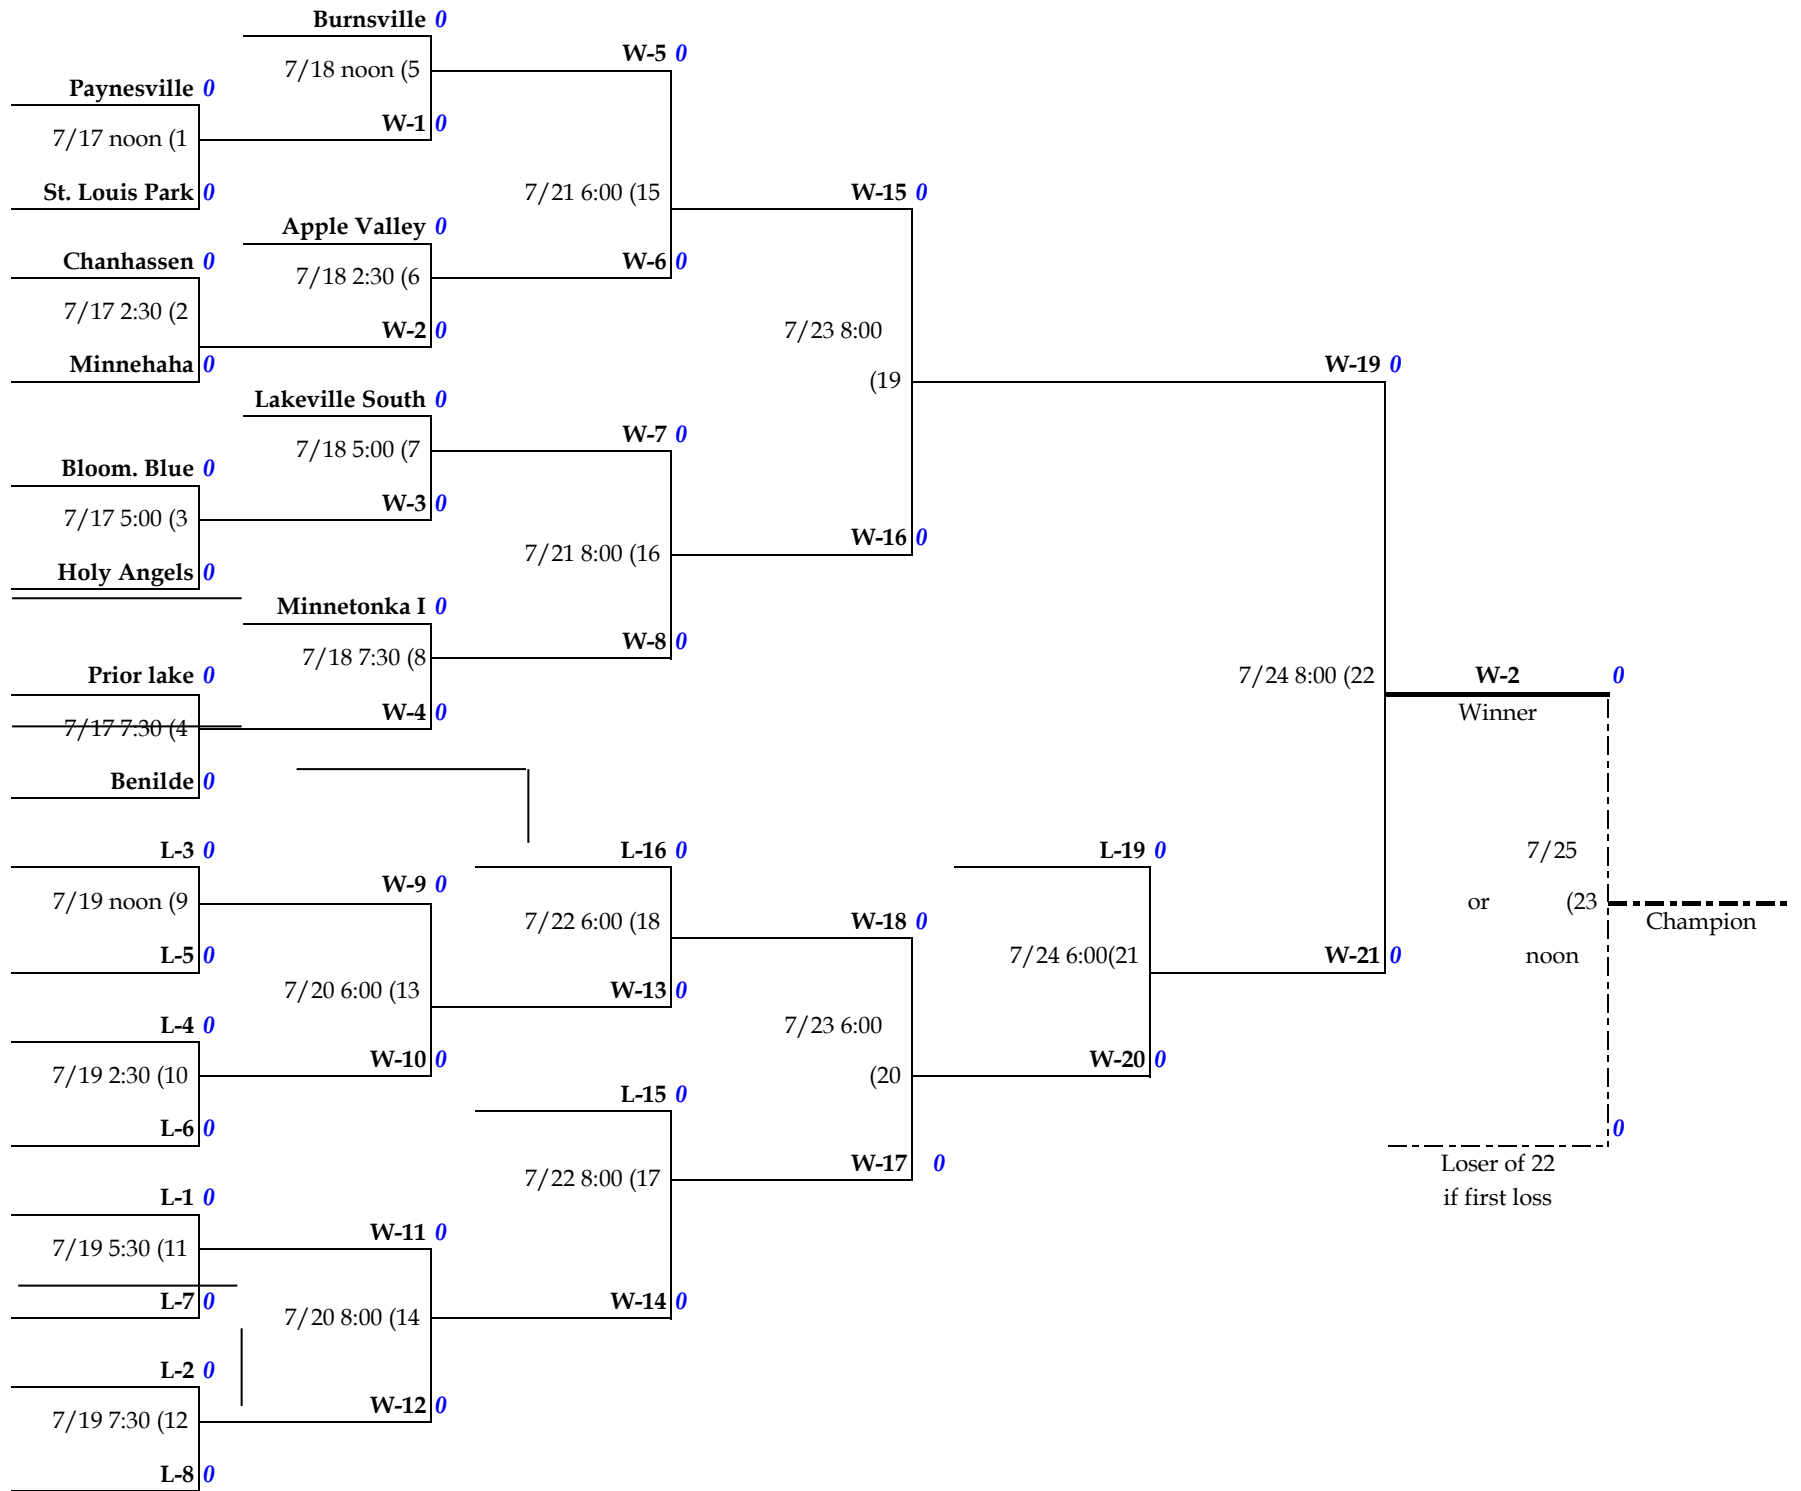 Burnsville 0
7/18 noon (5
W-5 0
Paynesville 0
7/17 noon (1
W-1 0
St. Louis Park 0
7/21 6:00 (15
W-15 0
Apple Valley 0
Chanhassen 0
7/18 2:30 (6
W-6 0
7/17 2:30 (2
W-2 0
7/23 8:00
Minnehaha 0
W-19 0
(19
Lakeville South 0
7/18 5:00 (7
W-7 0
Bloom. Blue 0
7/17 5:00 (3
W-3 0
W-16 0
7/21 8:00 (16
Holy Angels 0
Minnetonka I 0
W-8 0
7/18 7:30 (8
Prior lake 0
7/24 8:00 (22
W-2 0
Winner
7/17 7:30 (4
W-4 0
Benilde 0
L-3 0
L-16 0
L-19 0
7/25
W-9 0
7/19 noon (9
or (23
7/22 6:00 (18
W-18 0
Champion
L-5 0
7/24 6:00(21
W-21 0
noon
7/20 6:00 (13
W-13 0
L-4 0
7/23 6:00
W-10 0
W-20 0
7/19 2:30 (10
(20
L-15 0
L-6 0
0
7/22 8:00 (17
W-17 0
Loser of 22
if first loss
L-1 0
W-11 0
7/19 5:30 (11
L-7 0
7/20 8:00 (14
W-14 0
L-2 0
W-12 0
7/19 7:30 (12
L-8 0